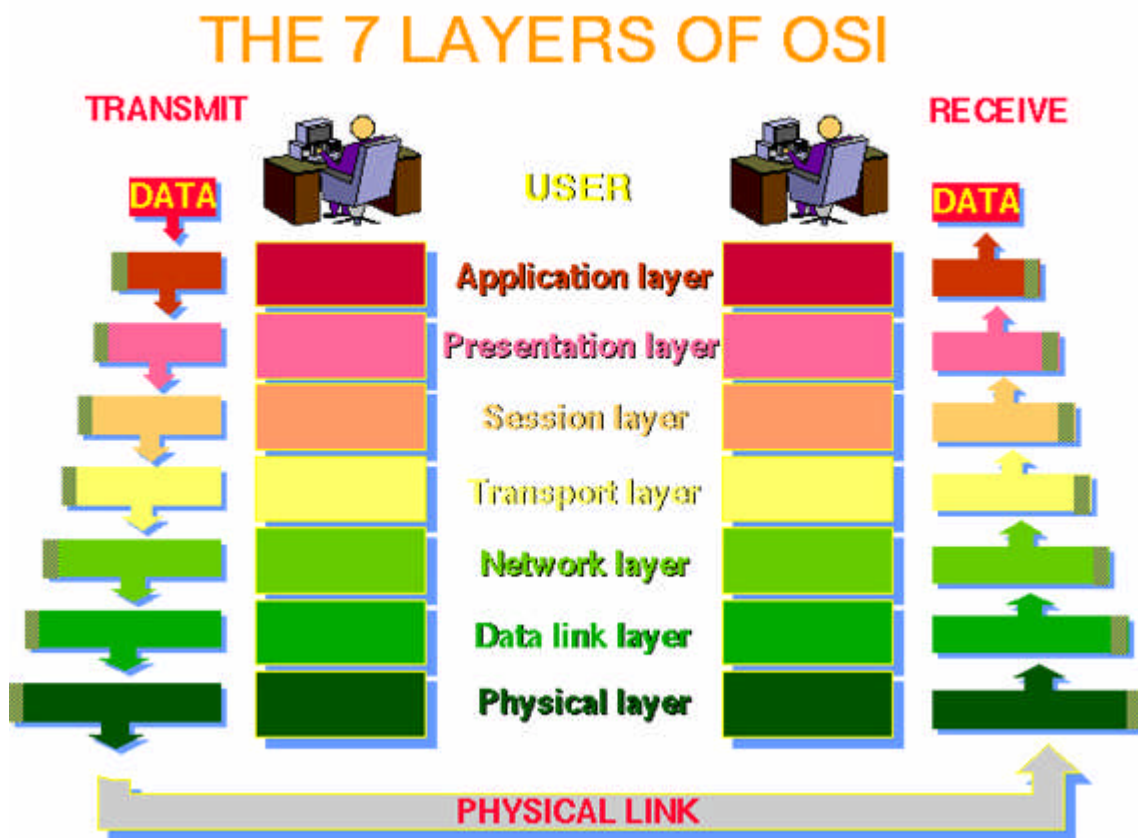 THE 7 LAYERS OF OSI
TRANSMIT
RECEIVE
DATA
USER
DATA
Application layer
Presentation layer
Session layer
Transport layer
Network layer
Data link layer
Physical layer
PHYSICAL LINK